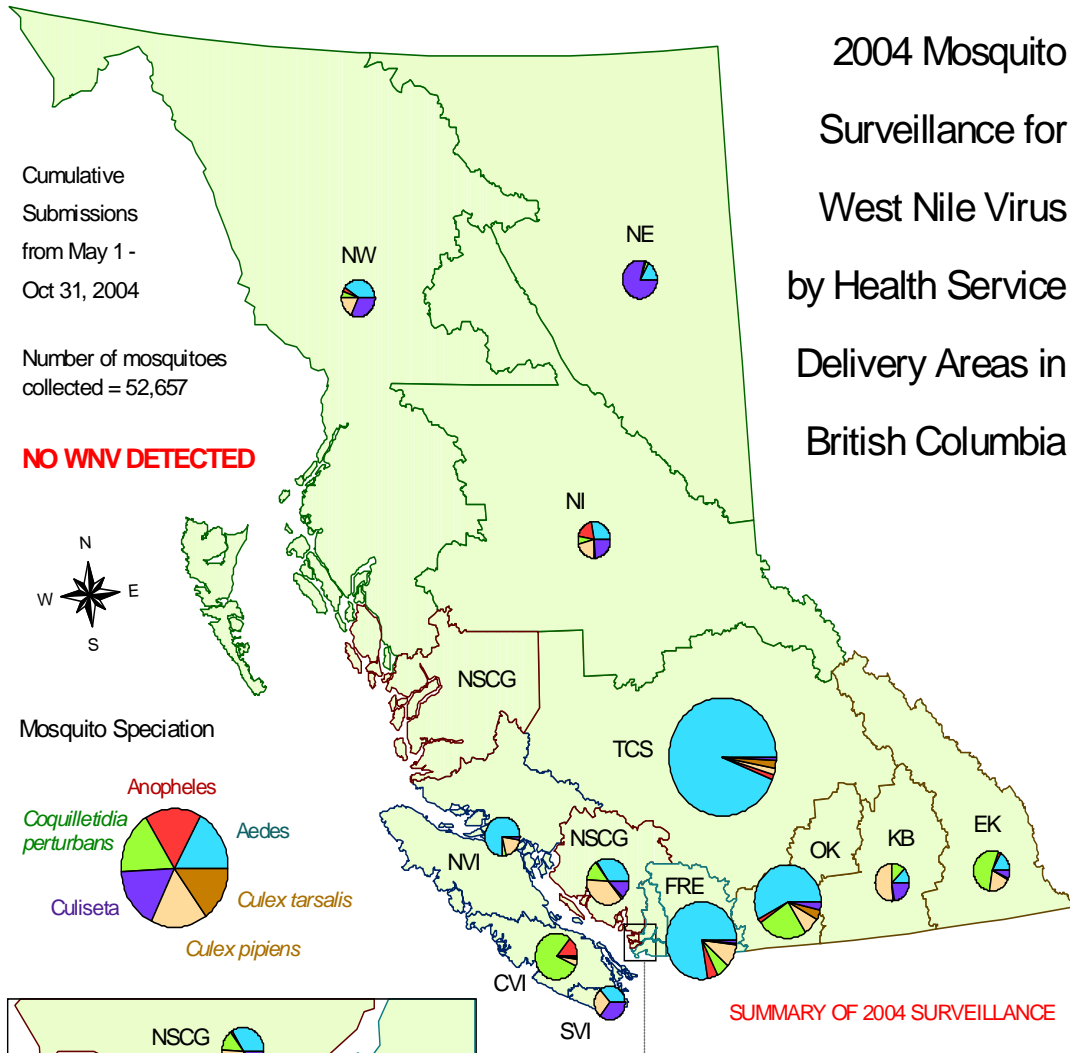 2004 Mosquito
Surveillance for
West Nile Virus
by Health Service
Delivery Areas in
British Columbia
Cumulative
Submissions
from May 1 -
Oct 31, 2004
Number of mosquitoes
collected = 52,657
NO WNV DETECTED
NW
NE
NI
N
W
E
S
NSCG
TCS
Mosquito Speciation
Anopheles
Coquilletidia
perturbans
Aedes
Culiseta
Culex tarsalis
Culex pipiens
NVI
NSCG
FRE
OK
KB
EK
CVI
SVI
SUMMARY OF 2004 SURVEILLANCE
NSCG